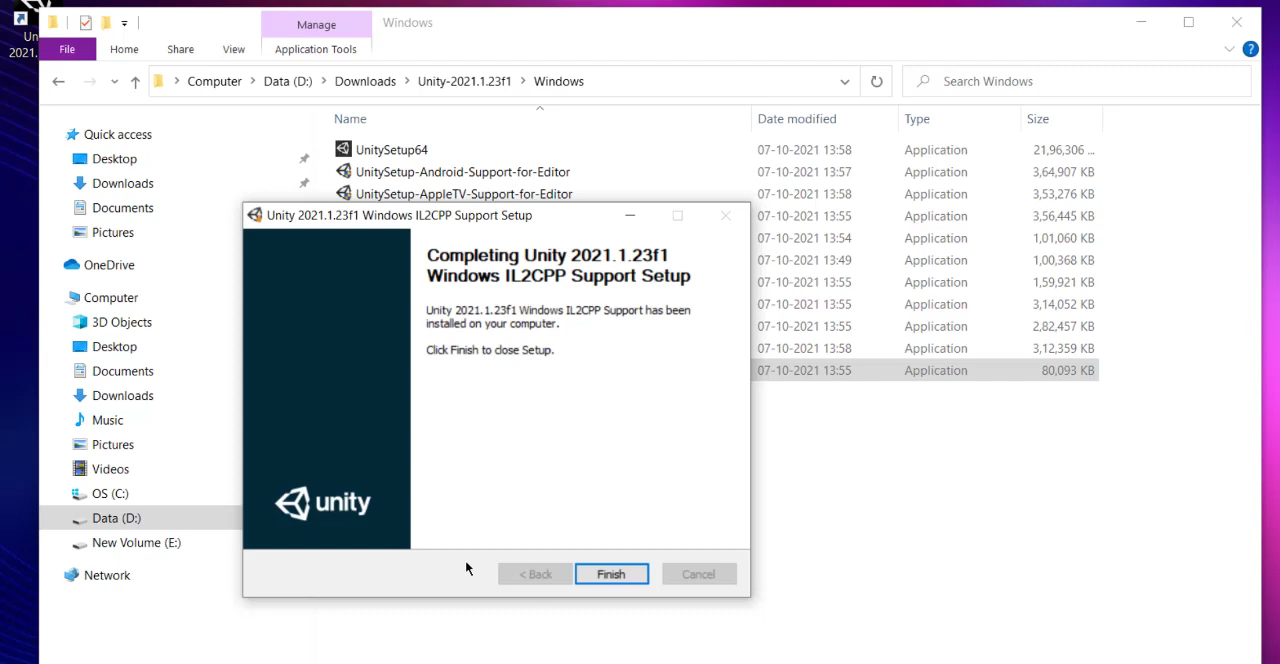 Un
2021.
Manage
Windows
File
Home
Share
View
Application Tools
Computer
Data (D:)
Downloads
Unity-2021.1.23f1
Windows
Search Windows
Name
Date modified
Type
Size
Quick access
Desktop
Downloads
Documents
Pictures
OneDrive
Computer
3D Objects
Desktop
Documents
Downloads
Music
Pictures
Videos
OS (C:)
Data (D:)
New Volume (E:)
Network
UnitySetup64 07-10-2021 13:58 Application 21,96,306 ...
UnitySetup-Android-Support-for-Editor 07-10-2021 13:57 Application 3,64,907 KB
UnitySetup-AppleTV-Support-for-Editor 07-10-2021 13:58 Application 3,53,276 KB
07-10-2021 13:55 Application 3,56,445 KB
07-10-2021 13:54 Application 1,01,060 KB
07-10-2021 13:49 Application 1,00,368 KB
07-10-2021 13:55 Application 1,59,921 KB
07-10-2021 13:55 Application 3,14,052 KB
07-10-2021 13:55 Application 2,82,457 KB
07-10-2021 13:58 Application 3,12,359 KB
07-10-2021 13:55 Application 80,093 KB
Unity 2021.1.23f1 Windows IL2CPP Support Setup
Completing Unity 2021.1.23f1
Windows IL2CPP Support Setup
Unity 2021.1.23f1 Windows IL2CPP Support has been
installed on your computer.
Click Finish to close Setup.
unity
< Back
Finish
Cancel